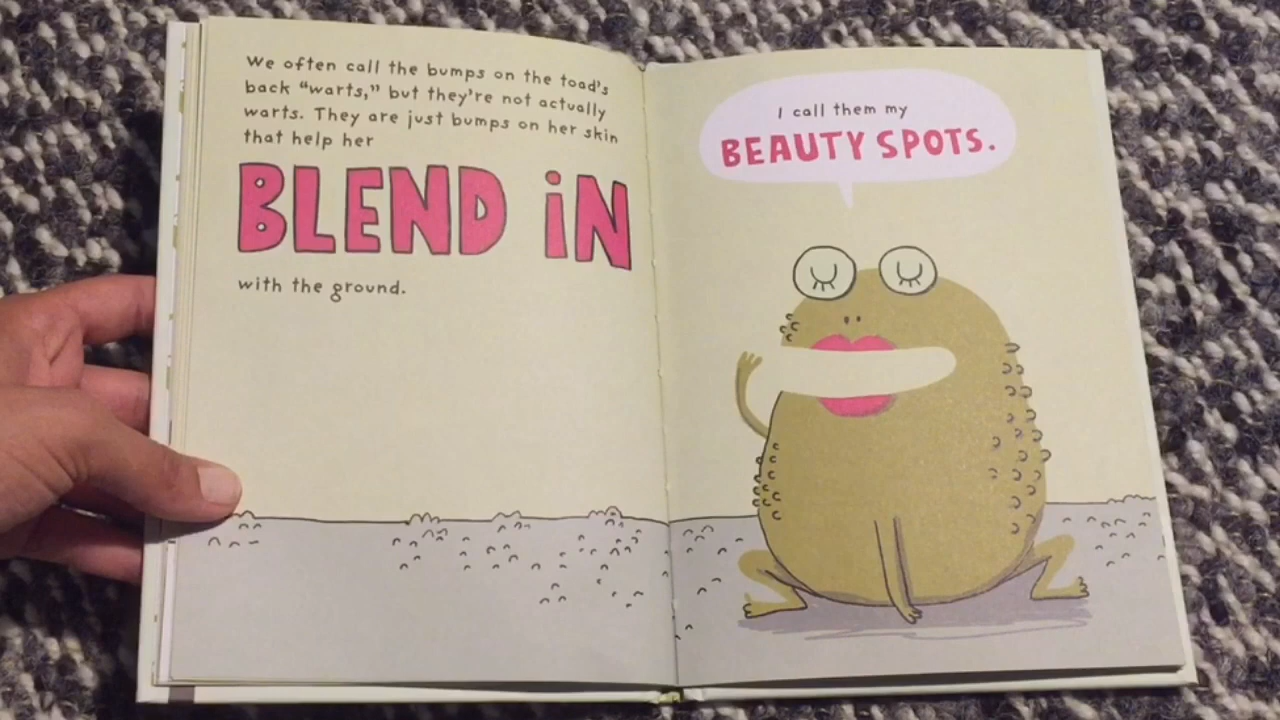 We often call the bumps on the toad's
back “warts,” but they're not actually
warts. They are just bumps on her skin
that help her
BLEND iN
with the ground.
I call them my
BEAUTY SPOTS.